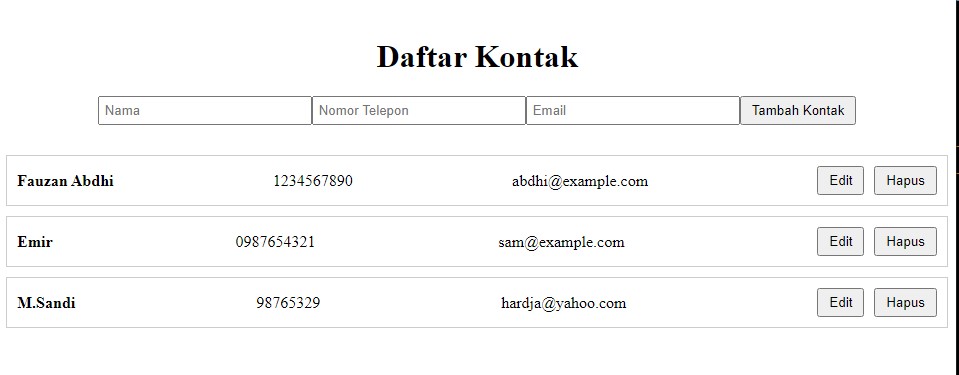 Daftar Kontak
Nama Nomor Telepon Email Tambah Kontak
Fauzan Abdhi 1234567890 abdhi@example.com Edit Hapus
Emir 0987654321 sam@example.com Edit Hapus
M.Sandi 98765329 hardja@yahoo.com Edit Hapus